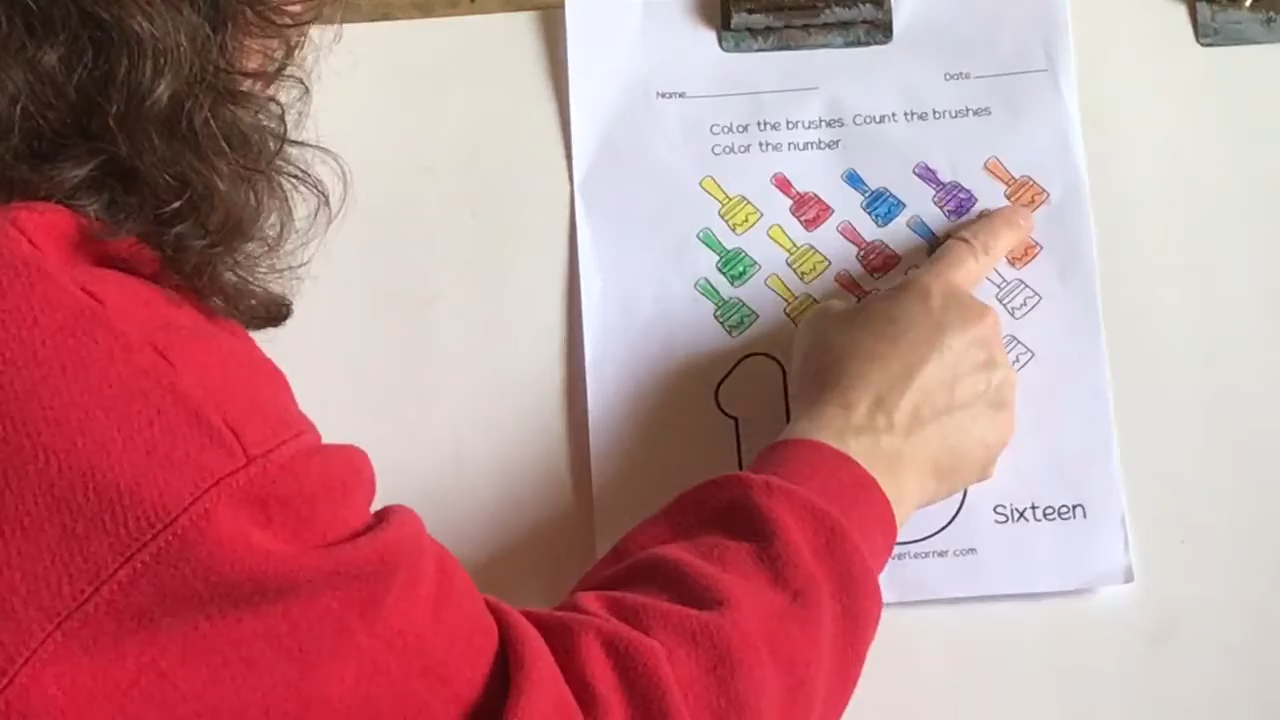 Name
Date
Color the brushes. Count the brushes
Color the number.
Sixteen
verlearner.com